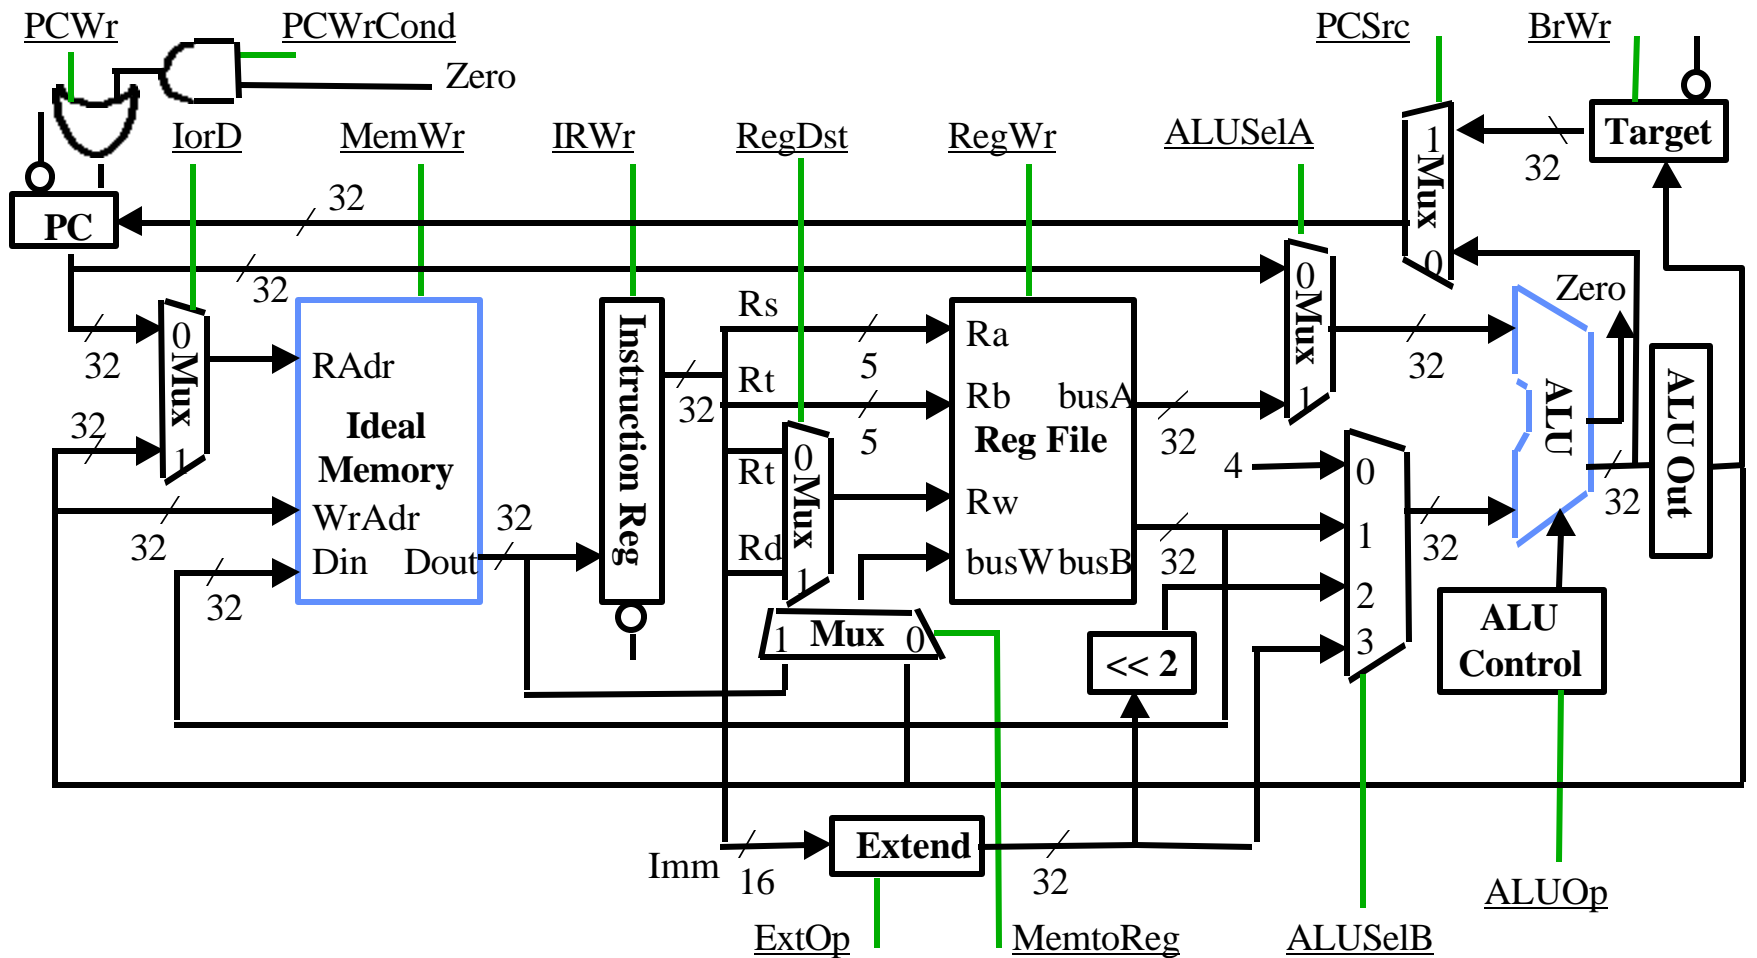 PCWr
PCWrCond
PCSrc
BrWr
Zero
IorD
MemWr
IRWr
RegDst
RegWr
ALUSelA
1
Mux
0
32
Target
PC
32
32
0
Mux
1
32
32
32
32
RAdr
Ideal
Memory
WrAdr
Din
Dout
32
Instruction Reg
32
Rs
Rt
Rt
Rd
5
5
0
Mux
1
1
Mux
0
Ra
Rb
busA
Reg File
Rw
busW
busB
32
32
0
Mux
1
32
4
0
1
2
3
32
Zero
ALU
32
ALU Out
<< 2
ALU
Control
Imm
16
Extend
32
ExtOp
MemtoReg
ALUSelB
ALUOp